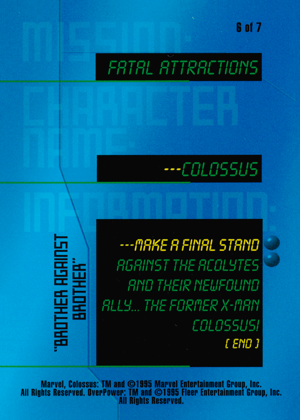 6 of 7
MISSION:
FATAL ATTRACTIONS
CHARACTER
NAME:
---COLOSSUS
INFORMATION:
---MAKE A FINAL STAND
AGAINST THE ACOLYTES
AND THEIR NEWFOUND
ALLY... THE FORMER X-MAN
COLOSSUS!
[ END ]
"BROTHER AGAINST
BROTHER"
Marvel, Colossus: TM and ©1995 Marvel Entertainment Group, Inc.
All Rights Reserved. OverPower: TM and ©1995 Fleer Entertainment Group, Inc.
All Rights Reserved.